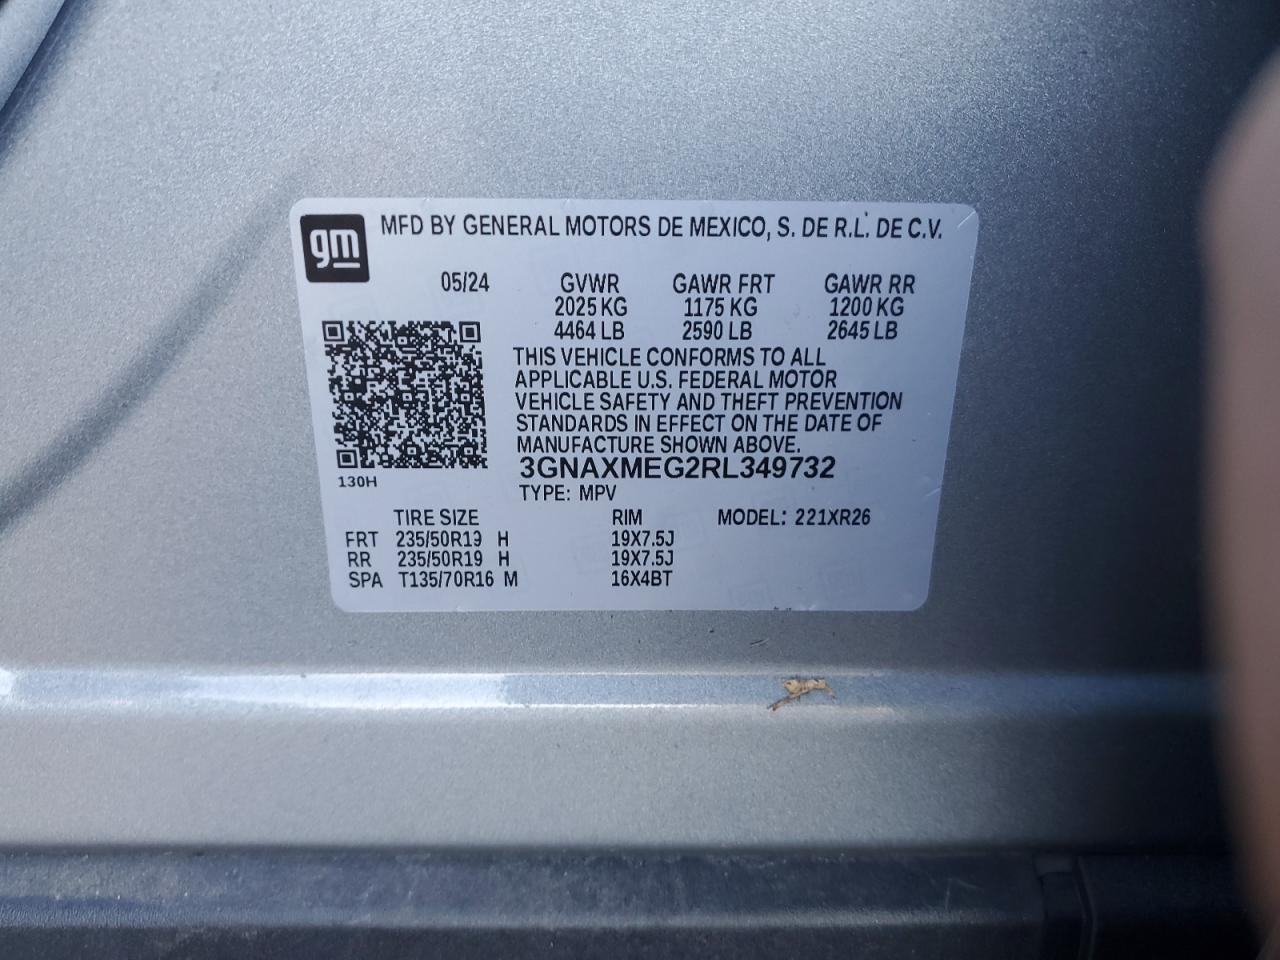 gm
MFD BY GENERAL MOTORS DE MEXICO, S. DE R.L. DE C.V.
05/24 GVWR GAWR FRT GAWR RR
2025 KG 1175 KG 1200 KG
4464 LB 2590 LB 2645 LB
THIS VEHICLE CONFORMS TO ALL
APPLICABLE U.S. FEDERAL MOTOR
VEHICLE SAFETY AND THEFT PREVENTION
STANDARDS IN EFFECT ON THE DATE OF
MANUFACTURE SHOWN ABOVE.
3GNAXMEG2RL349732
130H
TYPE: MPV
TIRE SIZE RIM MODEL: 221XR26
FRT 235/50R19 H 19X7.5J
RR 235/50R19 H 19X7.5J
SPA T135/70R16 M 16X4BT